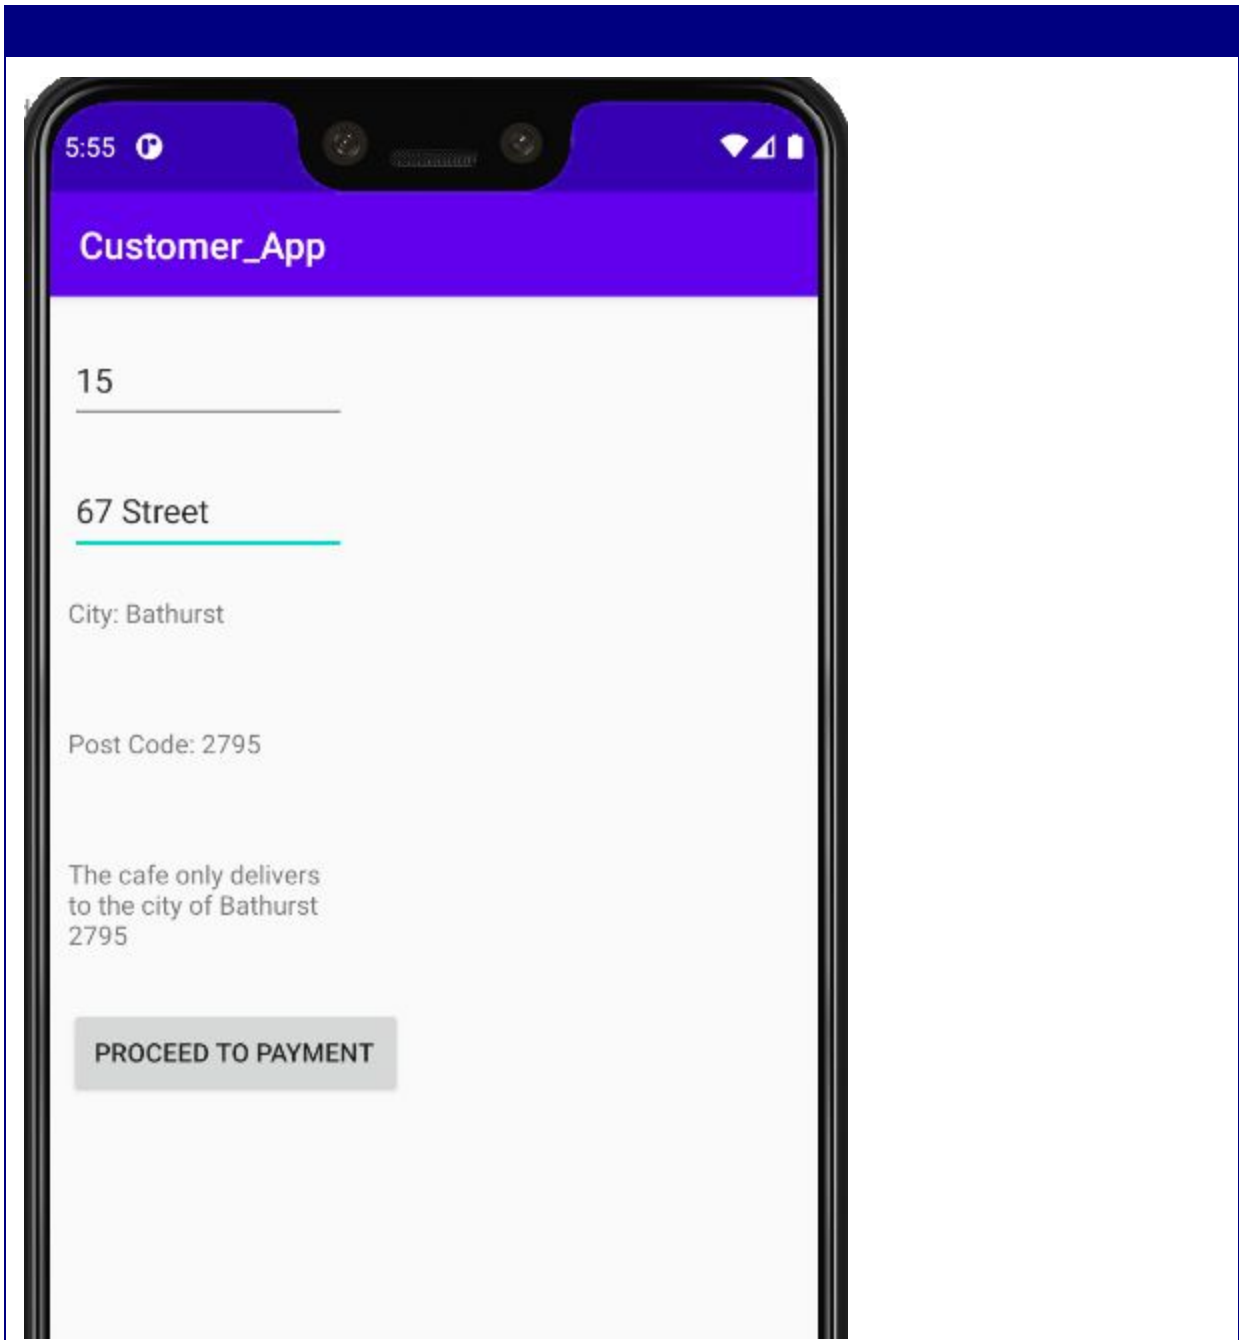 5:55
Customer_App
15
67 Street
City: Bathurst
Post Code: 2795
The cafe only delivers
to the city of Bathurst
2795
PROCEED TO PAYMENT